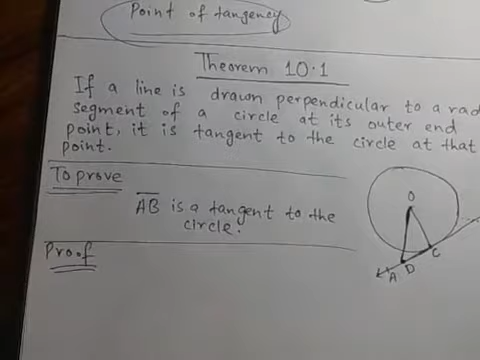 Point of tangency
Theorem 10.1
If a line is drawn perpendicular to a
segment of a circle at its outer end
point, it is tangent to the circle at that
point.
To prove
AB is a tangent to the
circle.
Proof
O
C
D
A